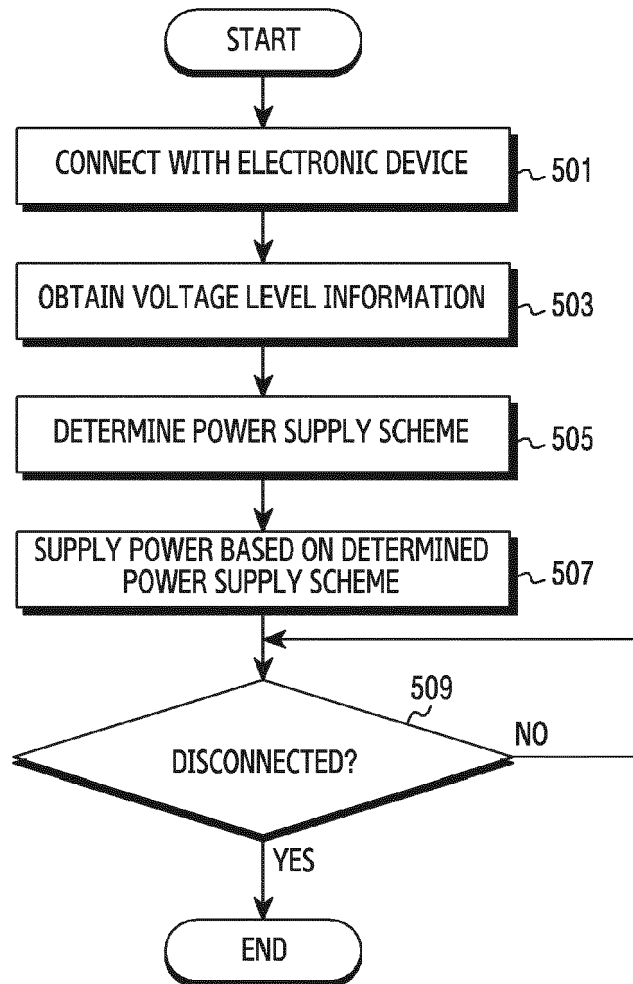 START
CONNECT WITH ELECTRONIC DEVICE
501
OBTAIN VOLTAGE LEVEL INFORMATION
503
DETERMINE POWER SUPPLY SCHEME
505
SUPPLY POWER BASED ON DETERMINED
POWER SUPPLY SCHEME
507
509
DISCONNECTED?
NO
YES
END